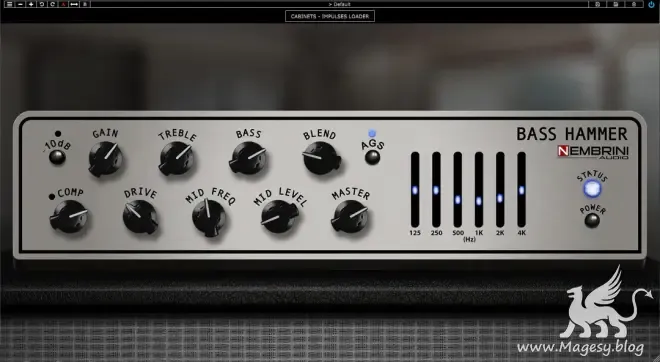 > Default
A
B
CABINETS - IMPULSES LOADER
-10dB
GAIN
TREBLE
BASS
BLEND
AGS
BASS HAMMER
NEMBRINI
AUDIO
COMP
DRIVE
MID FREQ
MID LEVEL
MASTER
STATUS
POWER
125 250 500 1K 2K 4K
(Hz)
www.Magesy.blog